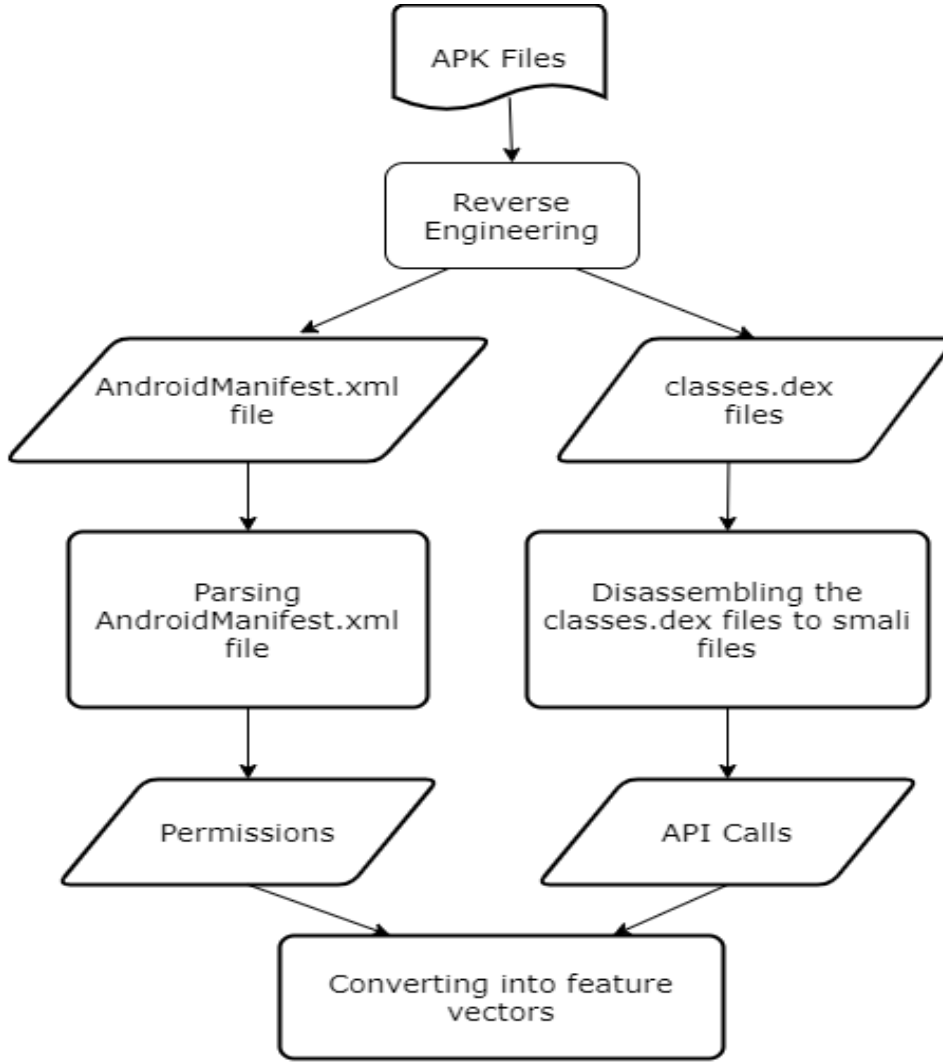 APK Files
Reverse
Engineering
AndroidManifest.xml
file
classes.dex
files
Parsing
AndroidManifest.xml
file
Disassembling the
classes.dex files to smali
files
Permissions
API Calls
Converting into feature
vectors